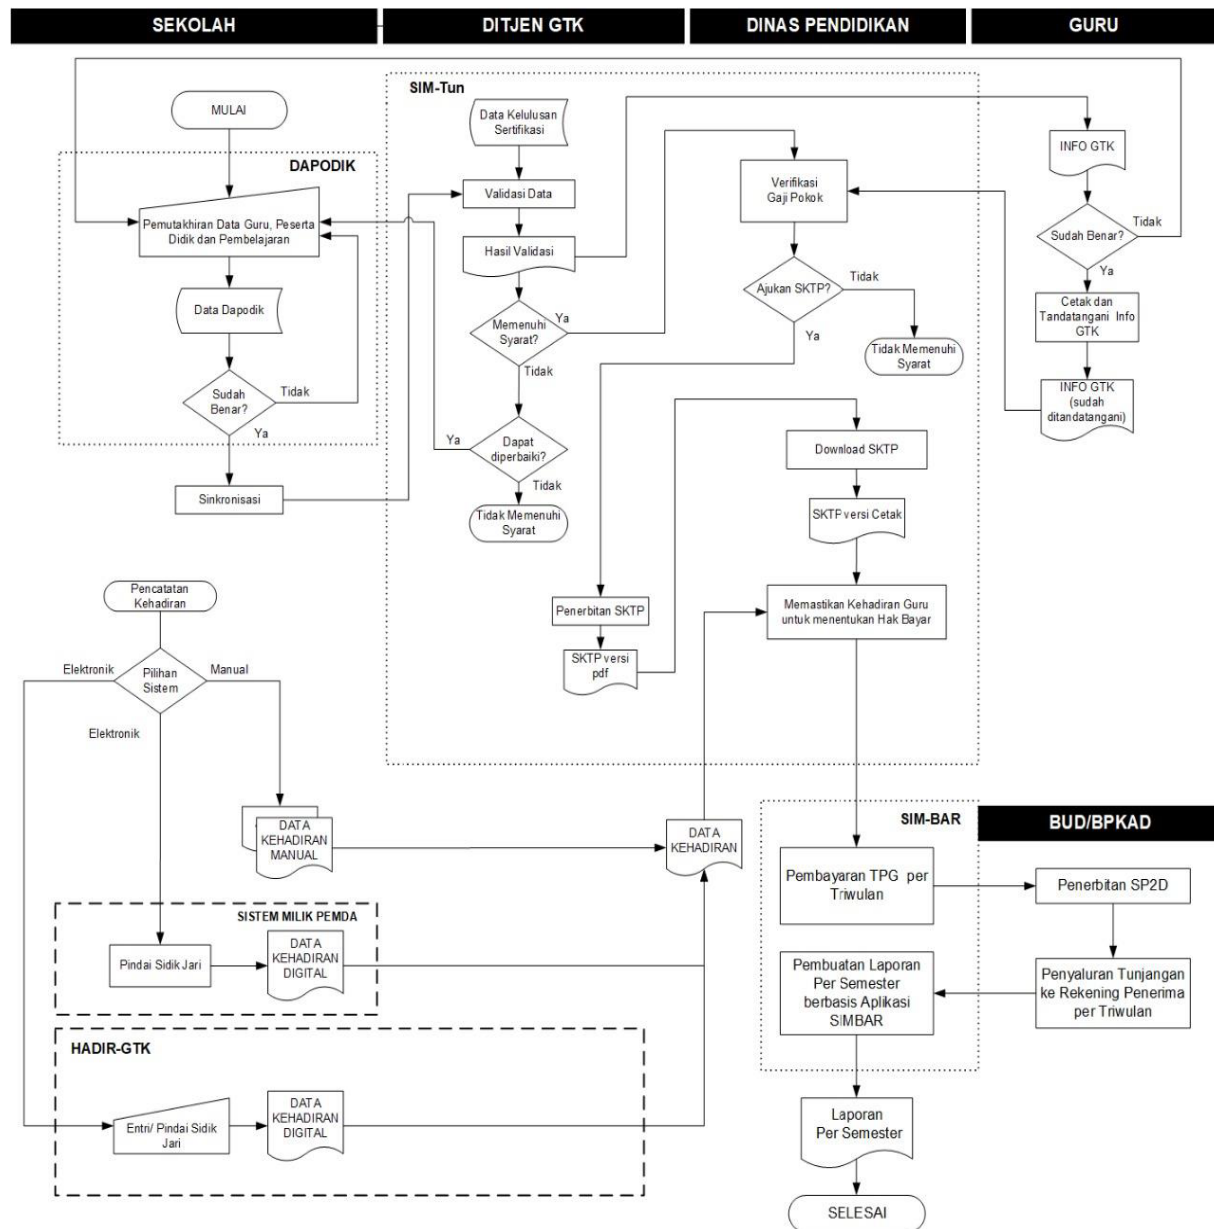 SEKOLAH
DITJEN GTK
DINAS PENDIDIKAN
GURU
MULAI
DAPODIK
Pemutakhiran Data Guru, Peserta
Didik dan Pembelajaran
Data Dapodik
Sudah
Benar?
Tidak
Ya
Sinkronisasi
SIM-Tun
Data Kelulusan
Sertifikasi
Validasi Data
Hasil Validasi
Memenuhi
Syarat?
Ya
Tidak
Dapat
diperbaiki?
Ya
Tidak
Tidak Memenuhi
Syarat
Verifikasi
Gaji Pokok
Ajukan SKTP?
Tidak
Ya
Tidak Memenuhi
Syarat
INFO GTK
Sudah Benar?
Tidak
Ya
Cetak dan
Tandatangani Info
GTK
INFO GTK
(sudah
ditandatangani)
Download SKTP
SKTP versi Cetak
Penerbitan SKTP
SKTP versi
pdf
Memastikan Kehadiran Guru
untuk menentukan Hak Bayar
Pencatatan
Kehadiran
Pilihan
Sistem
Elektronik
Manual
Elektronik
DATA
KEHADIRAN
MANUAL
DATA
KEHADIRAN
SISTEM MILIK PEMDA
Pindai Sidik Jari
DATA
KEHADIRAN
DIGITAL
HADIR-GTK
Entri/ Pindai Sidik
Jari
DATA
KEHADIRAN
DIGITAL
SIM-BAR
BUD/BPKAD
Pembayaran TPG per
Triwulan
Penerbitan SP2D
Pembuatan Laporan
Per Semester
berbasis Aplikasi
SIMBAR
Penyaluran Tunjangan
ke Rekening Penerima
per Triwulan
Laporan
Per Semester
SELESAI